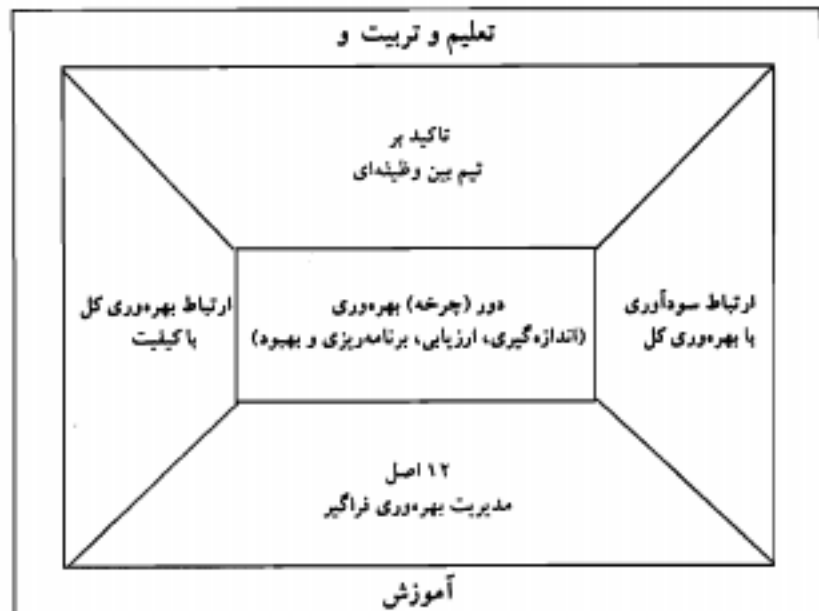 تعلیم و تربیت و
تاکید بر
تیم بین وظیفه‌ای
ارتباط سودآوری
با بهره‌وری کل
دور (چرخه) بهره‌وری
(اندازه‌گیری، ارزیابی، برنامه‌ریزی و بهبود)
ارتباط بهره‌وری کل
با کیفیت
۱۲ اصل
مدیریت بهره‌وری فراگیر
آموزش